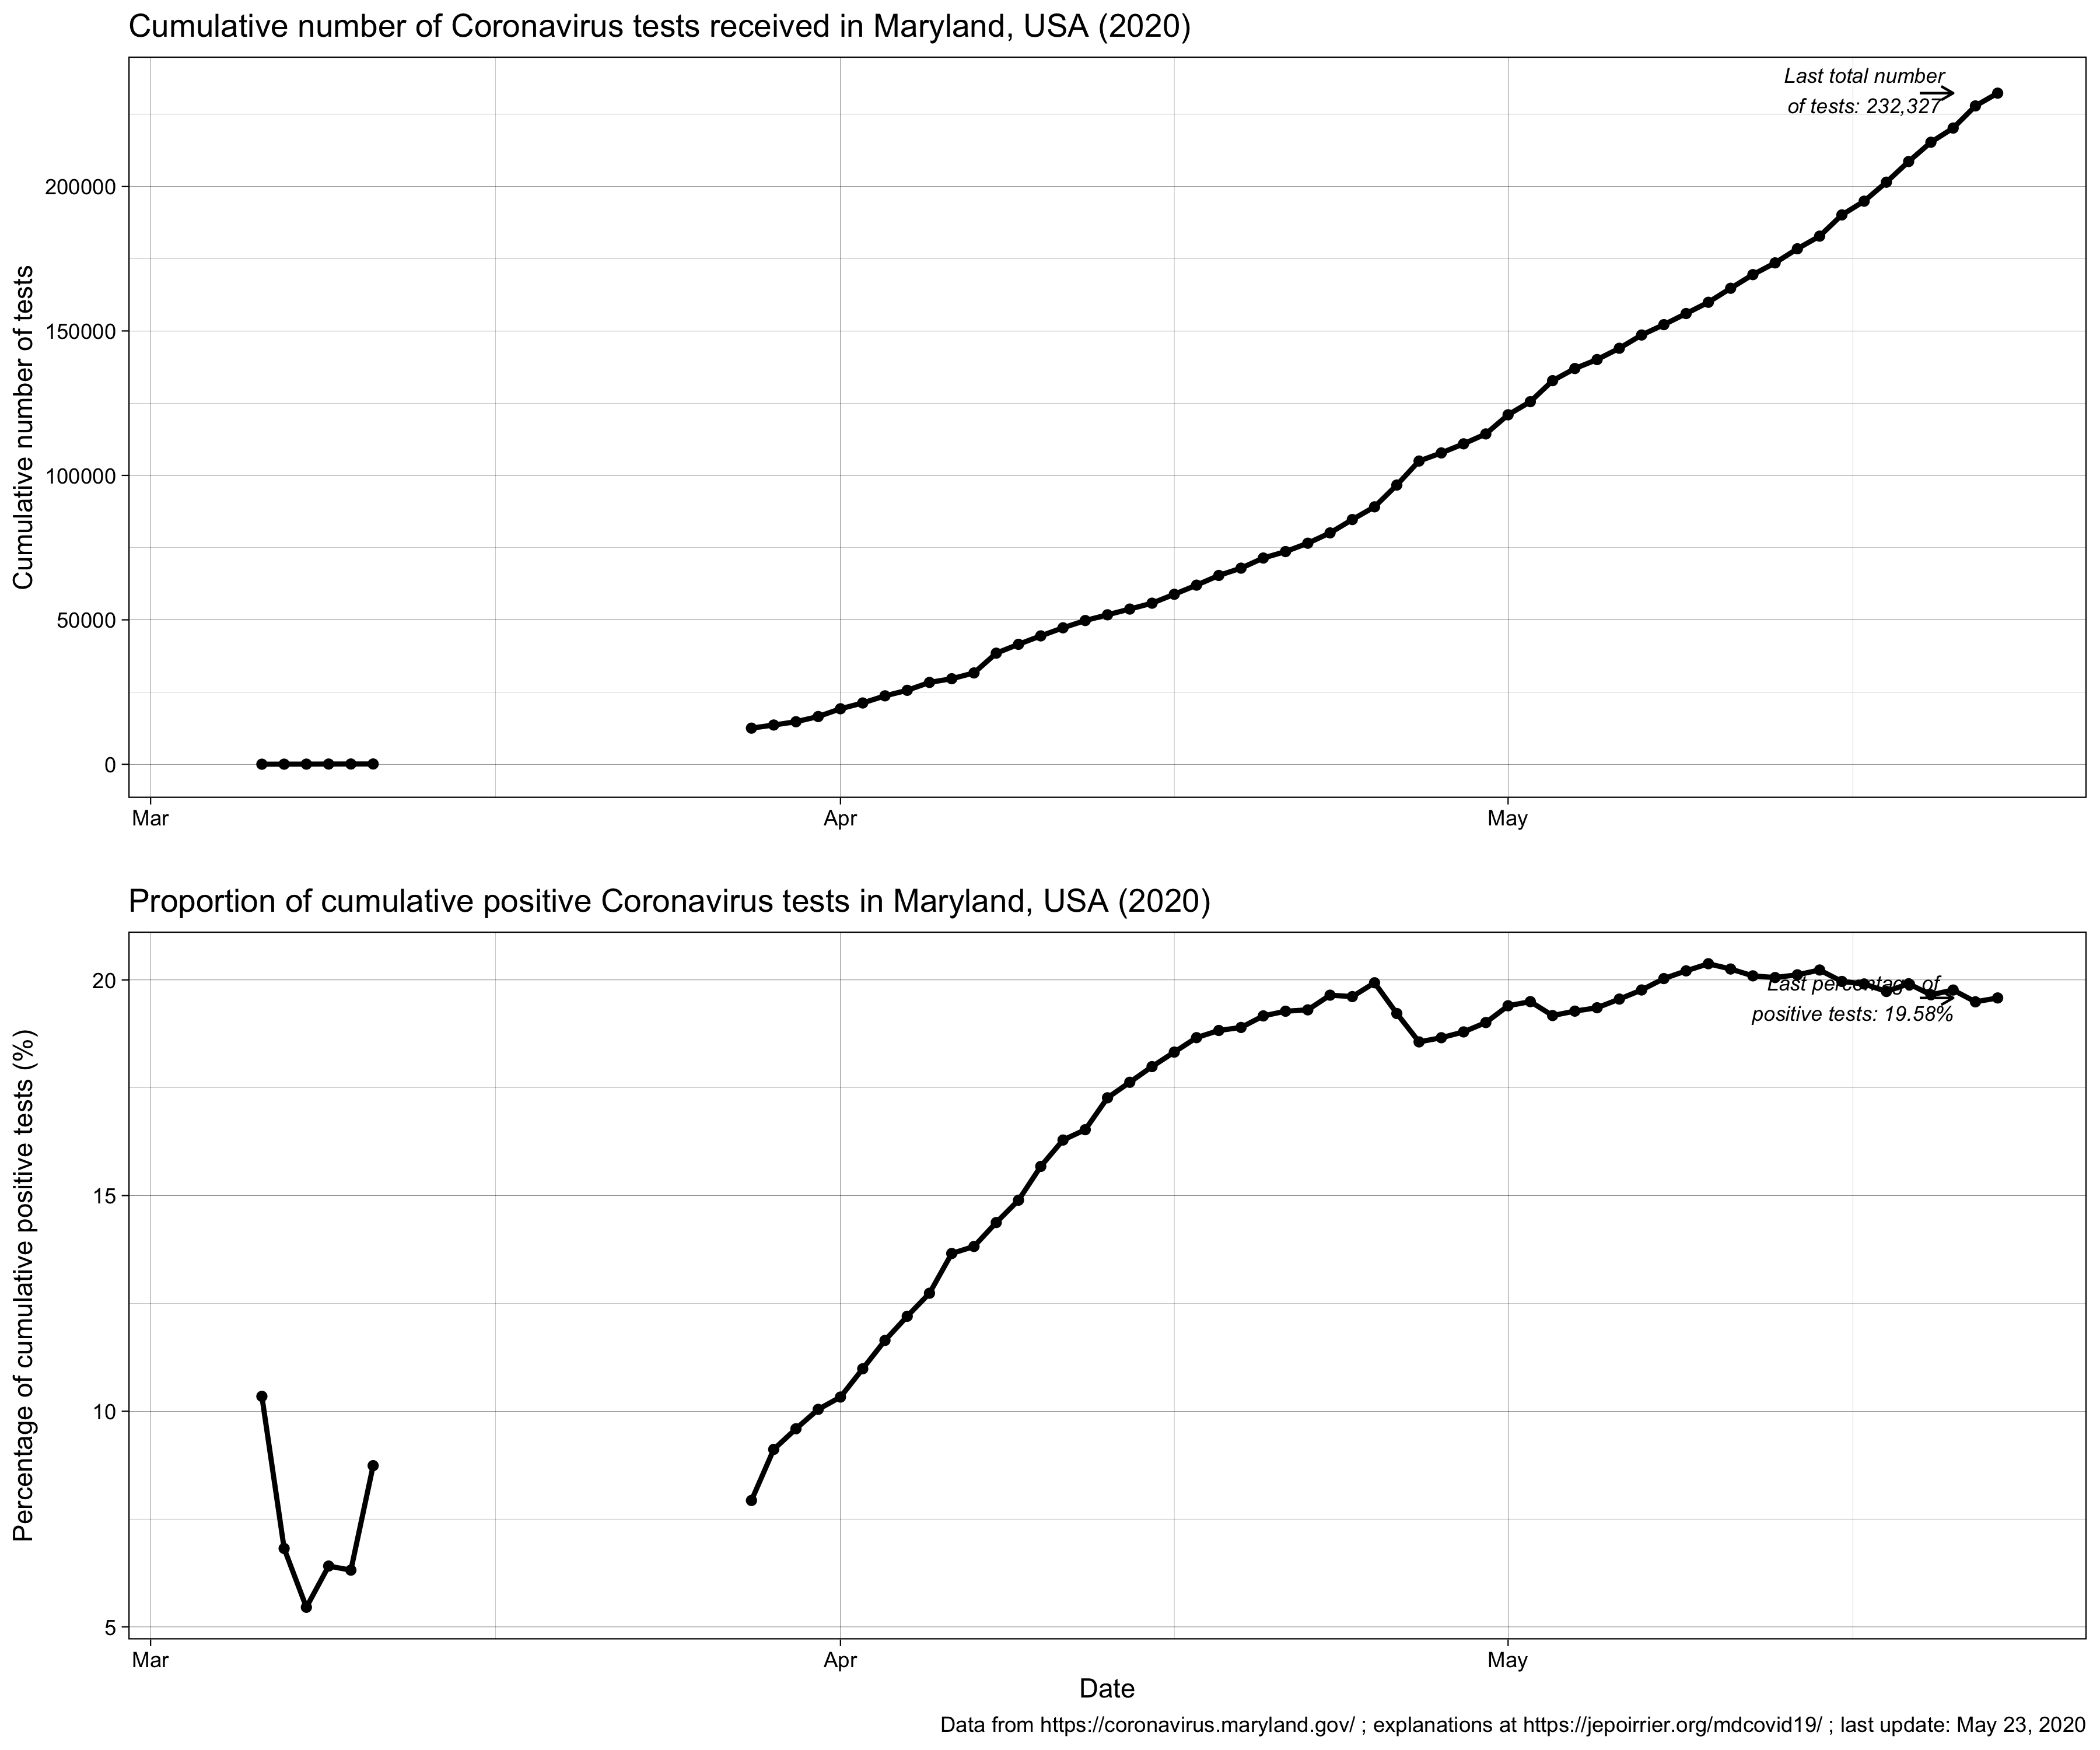 Cumulative number of Coronavirus tests received in Maryland, USA (2020)
Last total number
of tests: 232,327
Cumulative number of tests
200000
150000
100000
50000
0
Mar
Apr
May
Proportion of cumulative positive Coronavirus tests in Maryland, USA (2020)
Last percentage of
positive tests: 19.58%
Percentage of cumulative positive tests (%)
20
15
10
5
Mar
Apr
May
Date
Data from https://coronavirus.maryland.gov/ ; explanations at https://jepoirrier.org/mdcovid19/ ; last update: May 23, 2020